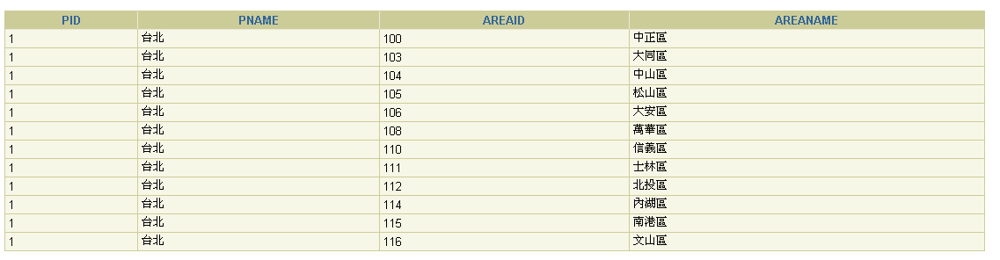 PID PNAME AREAID AREANAME
1 台北 100 中正區
1 台北 103 大同區
1 台北 104 中山區
1 台北 105 松山區
1 台北 106 大安區
1 台北 108 萬華區
1 台北 110 信義區
1 台北 111 士林區
1 台北 112 北投區
1 台北 114 內湖區
1 台北 115 南港區
1 台北 116 文山區